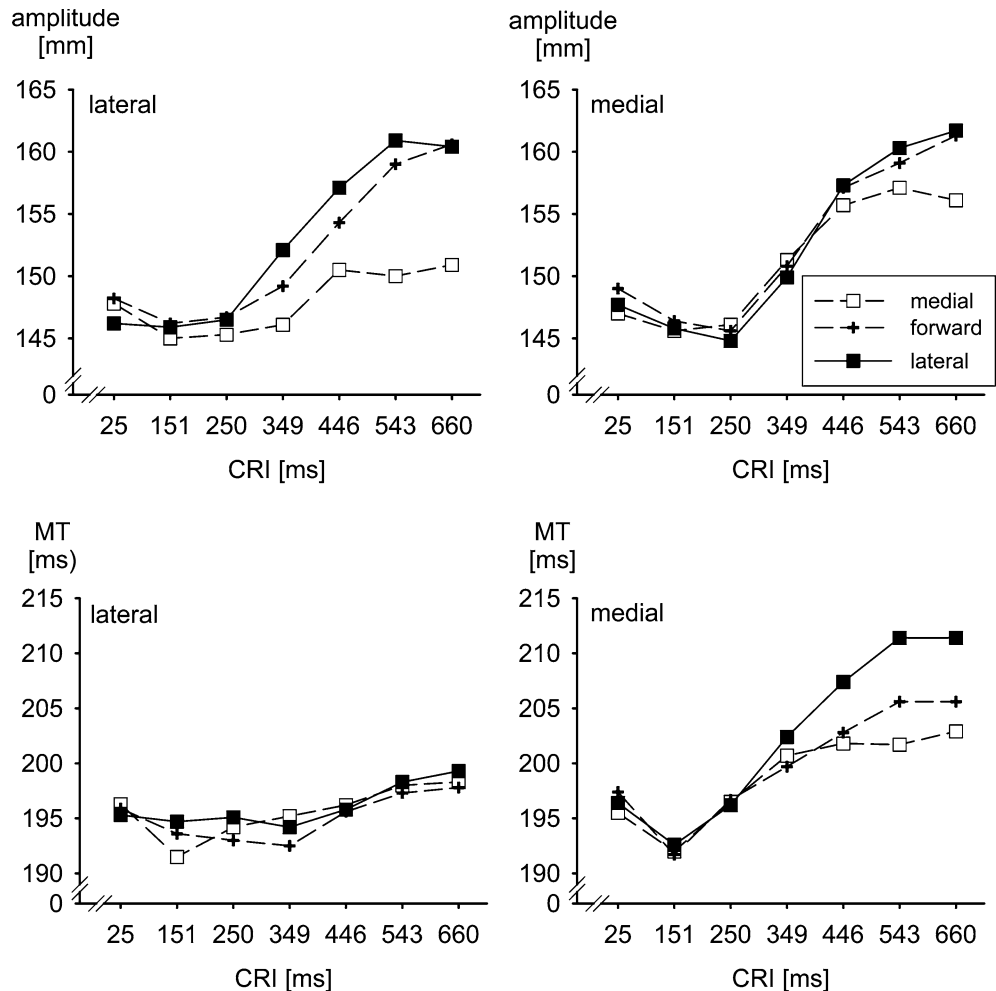 amplitude
[mm]
165
160
155
150
145
0
lateral
25 151 250 349 446 543 660
CRI [ms]
amplitude
[mm]
165
160
155
150
145
0
medial
medial
forward
lateral
25 151 250 349 446 543 660
CRI [ms]
MT
[ms)
215
210
205
200
195
190
0
lateral
25 151 250 349 446 543 660
CRI [ms]
MT
[ms]
215
210
205
200
195
190
0
medial
25 151 250 349 446 543 660
CRI [ms]